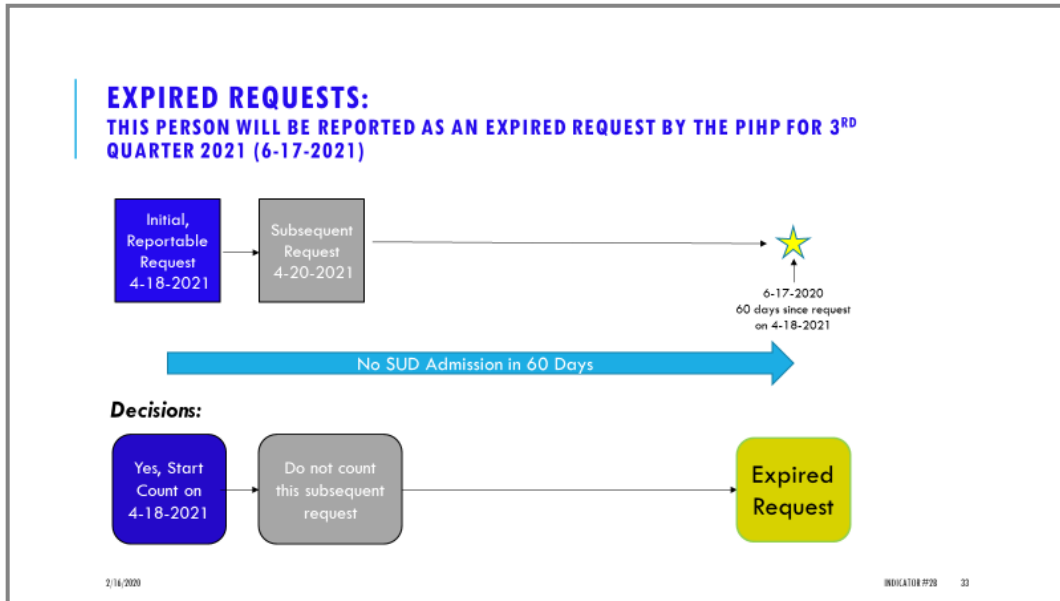 EXPIRED REQUESTS:
THIS PERSON WILL BE REPORTED AS AN EXPIRED REQUEST BY THE PIHP FOR 3RD
QUARTER 2021 (6-17-2021)
Initial,
Reportable
Request
4-18-2021
Subsequent
Request
4-20-2021
6-17-2020
60 days since request
on 4-18-2021
No SUD Admission in 60 Days
Decisions:
Yes, Start
Count on
4-18-2021
Do not count
this subsequent
request
Expired
Request
2/16/2020
INDICATOR #2B 33